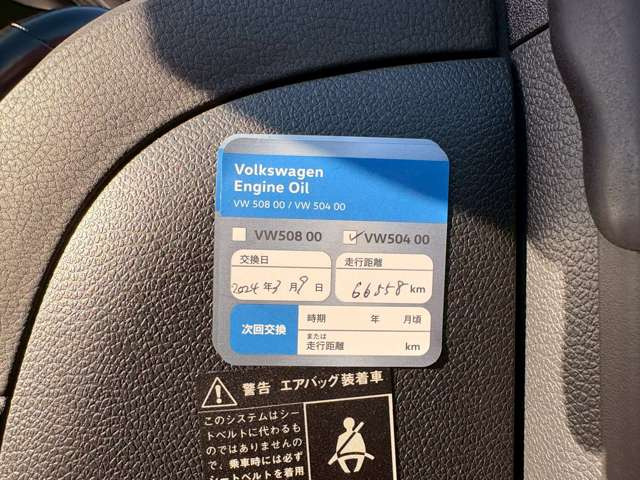 Volkswagen
Engine Oil
VW 508 00 / VW 504 00
VW508 00 ✓ VW504 00
交換日 走行距離
2024年3月9日 66558km
次回交換 時期 年 月頃
または
走行距離 km
警告 エアバッグ装着車
このシステムはシー
トベルトに代わるも
のではありませんの
で、乗車時には必ず
シートベルトを着用